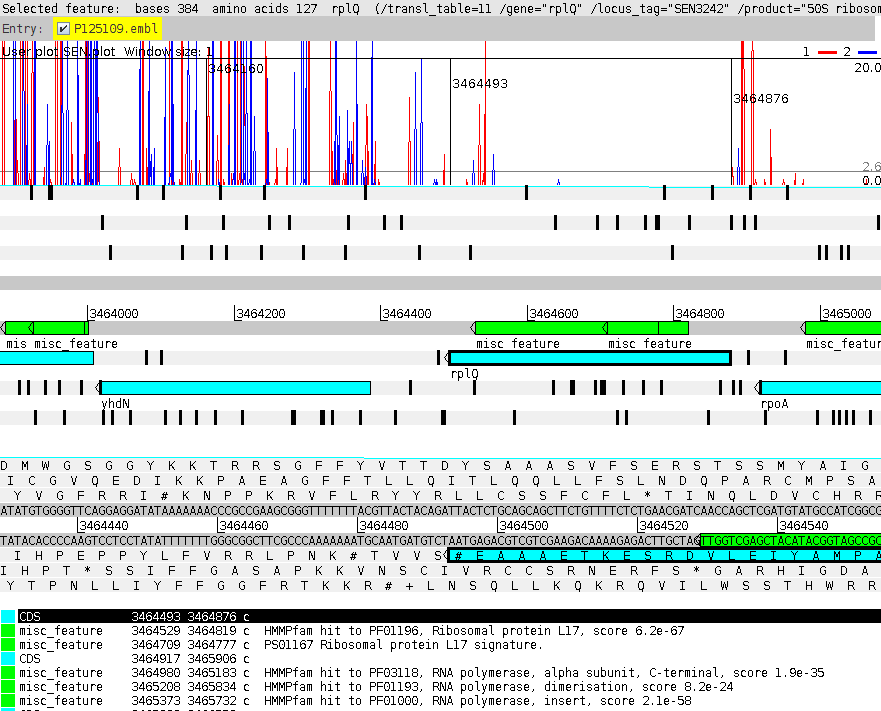 Selected feature:  bases 384  amino acids 127  rplQ  (/transl_table=11 /gene="rplQ" /locus_tag="SEN3242" /product="50S riboson
Entry: P125109.embl
User plot SEN.plot  Window size: 1
1 2
3464160
20.0
3464493
3464876
2.6
0.0
3464000 3464200 3464400 3464600 3464800 3465000
mis misc_feature misc_feature misc_feature misc_featur
rplQ
yhdN rpoA
D M W G S G G Y K K T R R S G F F Y V T T D Y S A A A S V F S E R S T S S M Y A I G
I C G V Q E D I K K P A E A G F F T L L Q I T L Q L L N D Q P A R C M P S
Y V G F R R I # K N P P K R V F L R Y Y R L L C S S F C F L * T I N Q L D V C H R R
3464440 3464460 3464480 3464500 3464520 3464540
I H P E P P Y L F V R R L P N K # T V V S # E A A A E T K E S R D V L E I Y A M P A
I H P T * S S I F F G A S A P K K V N S C I V R C C S R N E R F S * G A R H I G D A
Y T P N L L I Y F F G G F R T K K R # + L N S Q L L K Q K R Q V I L W S S T H W R R
CDS 3464493 3464876 c
misc_feature 3464529 3464819 c HMMPfam hit to PF01196, Ribosomal protein L17, score 6.2e-67
misc_feature 3464709 3464777 c PS01167 Ribosomal protein L17 signature.
CDS 3464917 3465906 c
misc_feature 3464980 3465183 c HMMPfam hit to PF03118, RNA polymerase, alpha subunit, C-terminal, score 1.9e-35
misc_feature 3465208 3465834 c HMMPfam hit to PF01193, RNA polymerase, dimerisation, score 8.2e-24
misc_feature 3465373 3465732 c HMMPfam hit to PF01000, RNA polymerase, insert, score 2.1e-58